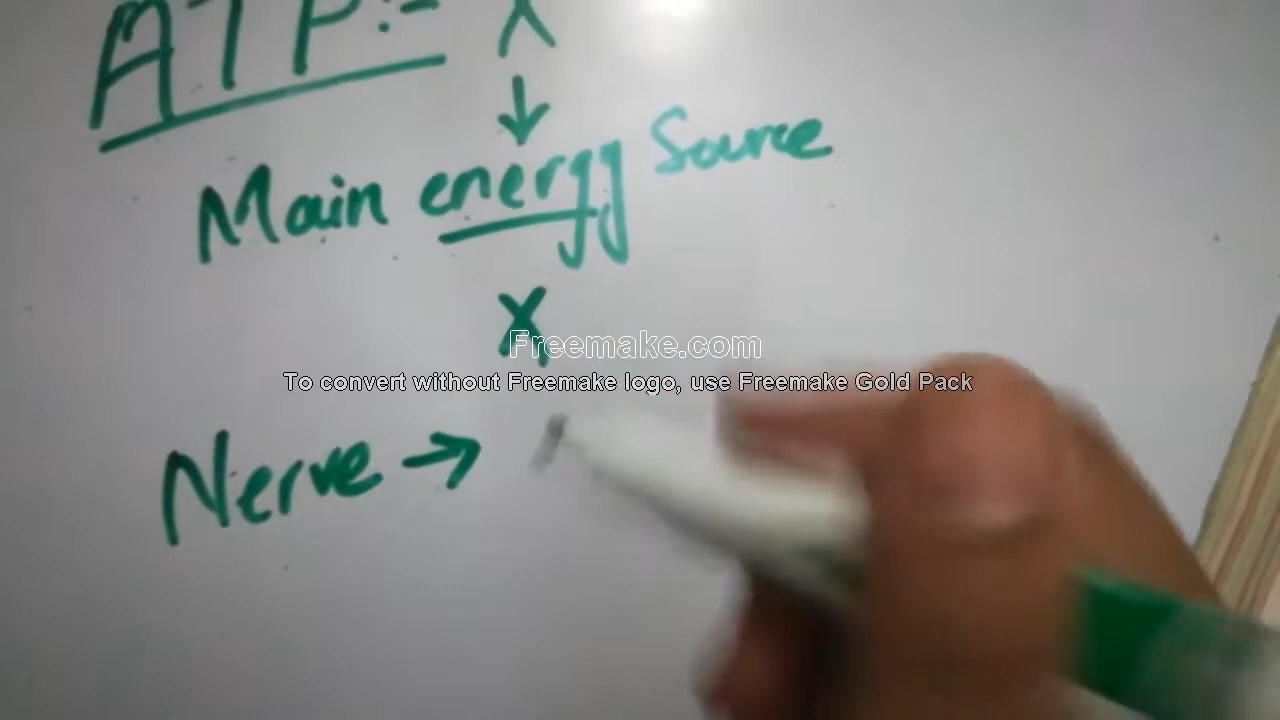 ATP:- X
↓
Main energy Source
X
Freemake.com
To convert without Freemake logo, use Freemake Gold Pack
Nerve →